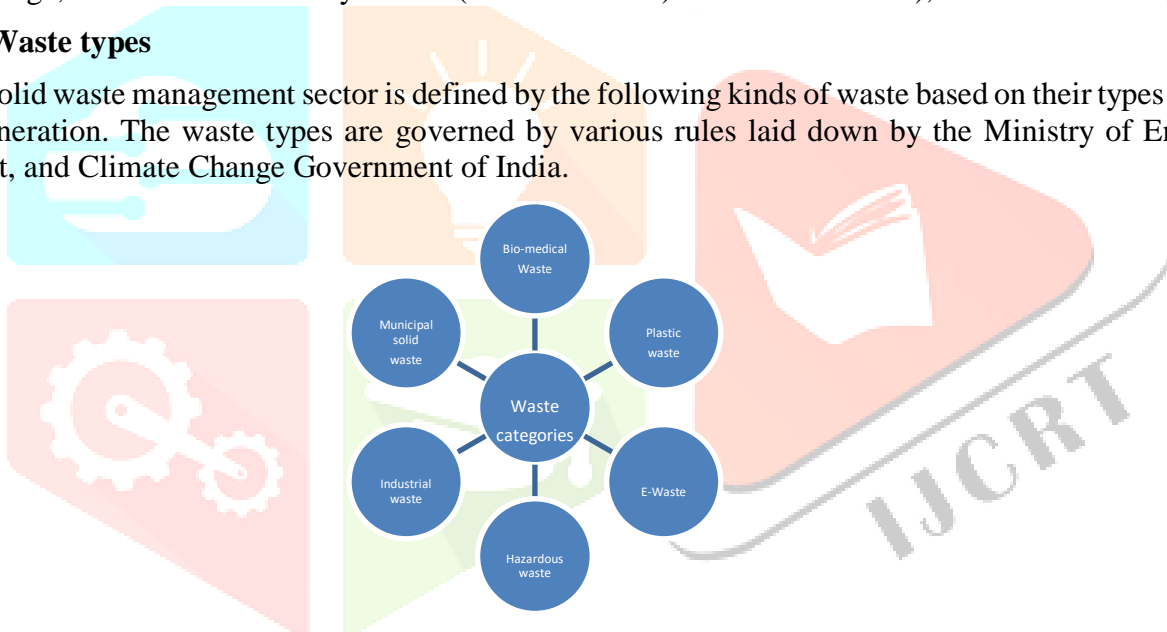 Waste types
olid waste management sector is defined by the following kinds of waste based on their types
neration. The waste types are governed by various rules laid down by the Ministry of En
t, and Climate Change Government of India.
Bio-medical
Waste
Municipal
solid
waste
Plastic
waste
Waste
categories
Industrial
waste
E-Waste
Hazardous
waste
IJCRT